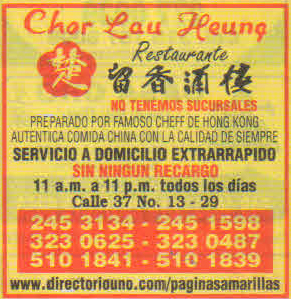 Chor Lau Heung
Restaurante
楚 留香酒楼
NO TENEMOS SUCURSALES
PREPARADO POR FAMOSO CHEFF DE HONG KONG
AUTENTICA COMIDA CHINA CON LA CALIDAD DE SIEMPRE
SERVICIO A DOMICILIO EXTRARRAPIDO
SIN NINGUN RECARGO
11 a.m. a 11 p.m. todos los días
Calle 37 No. 13 - 29
245 3134 - 245 1598
323 0625 - 323 0487
510 1841 - 510 1839
www.directoriouno.com/paginasamarillas